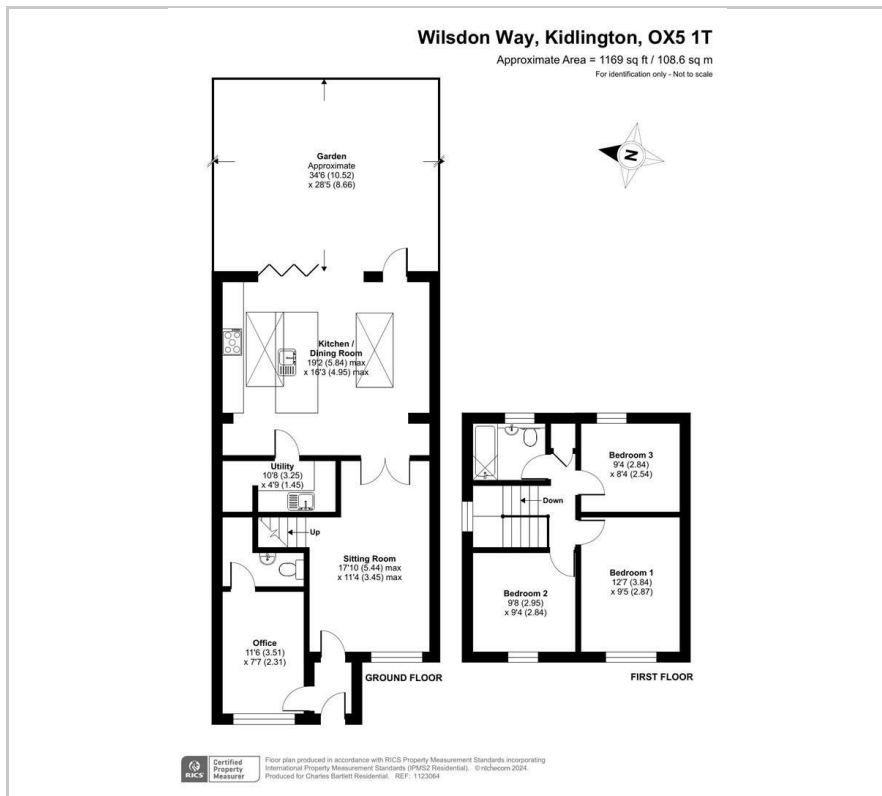 Wilsdon Way, Kidlington, OX5 1T
Approximate Area = 1169 sq ft / 108.6 sq m
For identification only - Not to scale
N
Garden
Approximate
34'6 (10.52)
x 28'5 (8.66)
Kitchen /
Dining Room
19'2 (5.84) max
x 16'3 (4.95) max
Utility
10'8 (3.25)
x 4'9 (1.45)
Up
Sitting Room
17'10 (5.44) max
x 11'4 (3.45) max
Office
11'6 (3.51)
x 7'7 (2.31)
GROUND FLOOR
Bedroom 3
9'4 (2.84)
x 8'4 (2.54)
Down
Bedroom 1
12'7 (3.84)
x 9'5 (2.87)
Bedroom 2
9'8 (2.95)
x 9'4 (2.84)
FIRST FLOOR
RICS
Certified
Property
Measurer
Floor plan produced in accordance with RICS Property Measurement Standards incorporating
International Property Measurement Standards (IPMS2 Residential). © nichecom 2024.
Produced for Charles Bartlett Residential. REF: 1123064